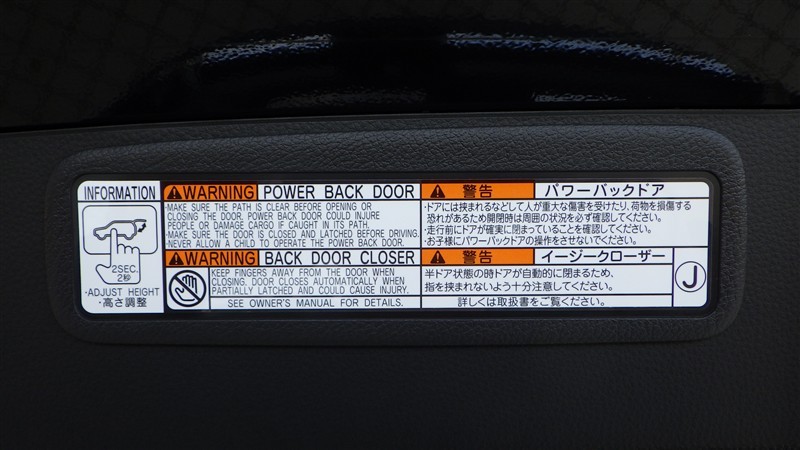 INFORMATION
2SEC.
2秒
·ADJUST HEIGHT
·高さ調整
WARNING POWER BACK DOOR
·MAKE SURE THE PATH IS CLEAR BEFORE OPENING OR
CLOSING THE DOOR. POWER BACK DOOR COULD INJURE
PEOPLE OR DAMAGE CARGO IF CAUGHT IN ITS PATH.
·MAKE SURE THE DOOR IS CLOSED AND LATCHED BEFORE DRIVING.
·NEVER ALLOW A CHILD TO OPERATE THE POWER BACK DOOR.
WARNING BACK DOOR CLOSER
KEEP FINGERS AWAY FROM THE DOOR WHEN
CLOSING. DOOR CLOSES AUTOMATICALLY WHEN
PARTIALLY LATCHED AND COULD CAUSE INJURY.
SEE OWNER'S MANUAL FOR DETAILS.
警告 パワーバックドア
·ドアには挟まれるなどして人が重大な傷害を受けたり、荷物を損傷する
恐れがあるため開閉時は周囲の状況を必ず確認してください。
·走行前にドアが確実に閉まっていることを確認してください。
·お子様にパワーバックドアの操作をさせないでください。
警告 イージークローザー
半ドア状態の時ドアが自動的に閉まるため、
指を挟まれないよう十分注意してください。
詳しくは取扱書をご覧ください。
J